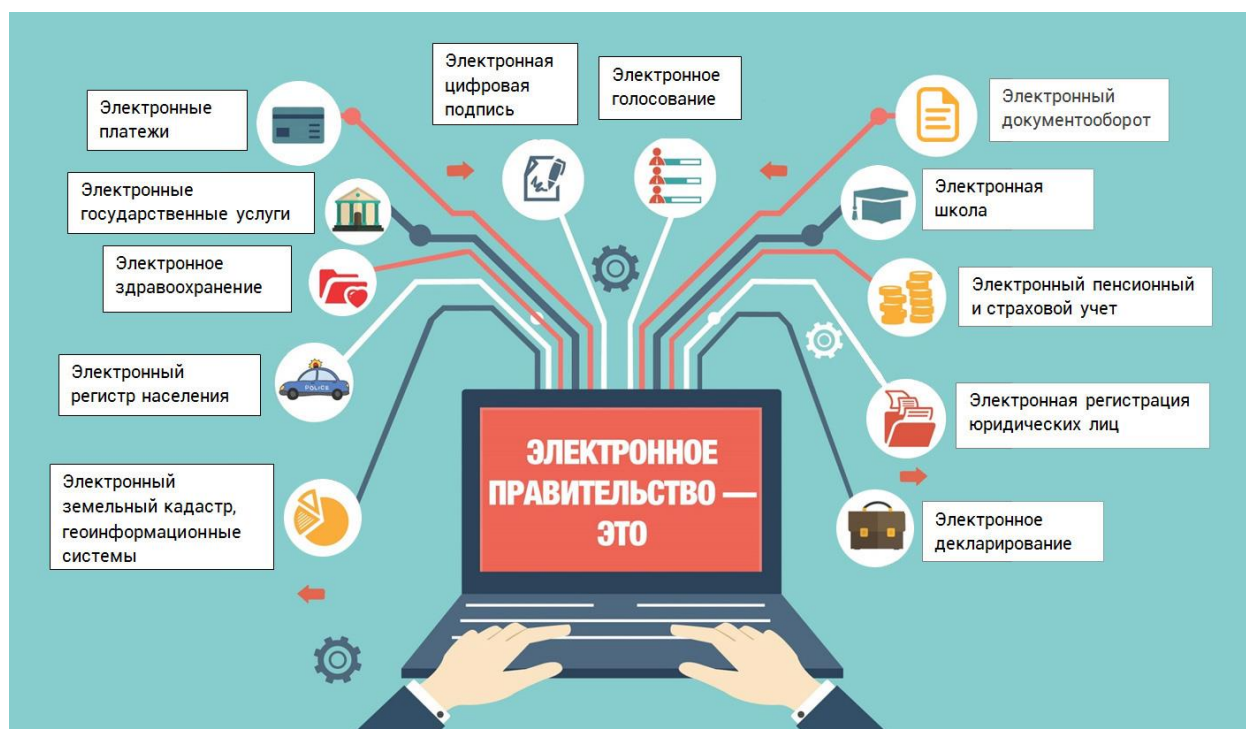 Электронная
цифровая
подпись
Электронное
голосование
Электронные
платежи
Электронный
документооборот
Электронные
государственные услуги
Электронная
школа
Электронное
здравоохранение
Электронный пенсионный
и страховой учет
Электронный
регистр населения
POLICE
Электронная регистрация
юридических лиц
Электронный
земельный кадастр,
геоинформационные
системы
Электронное
декларирование
ЭЛЕКТРОННОЕ
ПРАВИТЕЛЬСТВО —
ЭТО